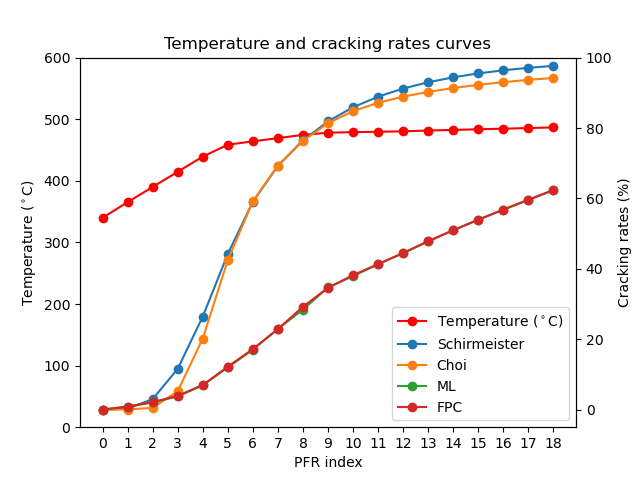 Temperature and cracking rates curves
600
500
400
300
200
100
0
Temperature (°C)
100
80
60
40
20
0
Cracking rates (%)
Temperature (°C)
Schirmeister
Choi
ML
FPC
0 1 2 3 4 5 6 7 8 9 10 11 12 13 14 15 16 17 18
PFR index